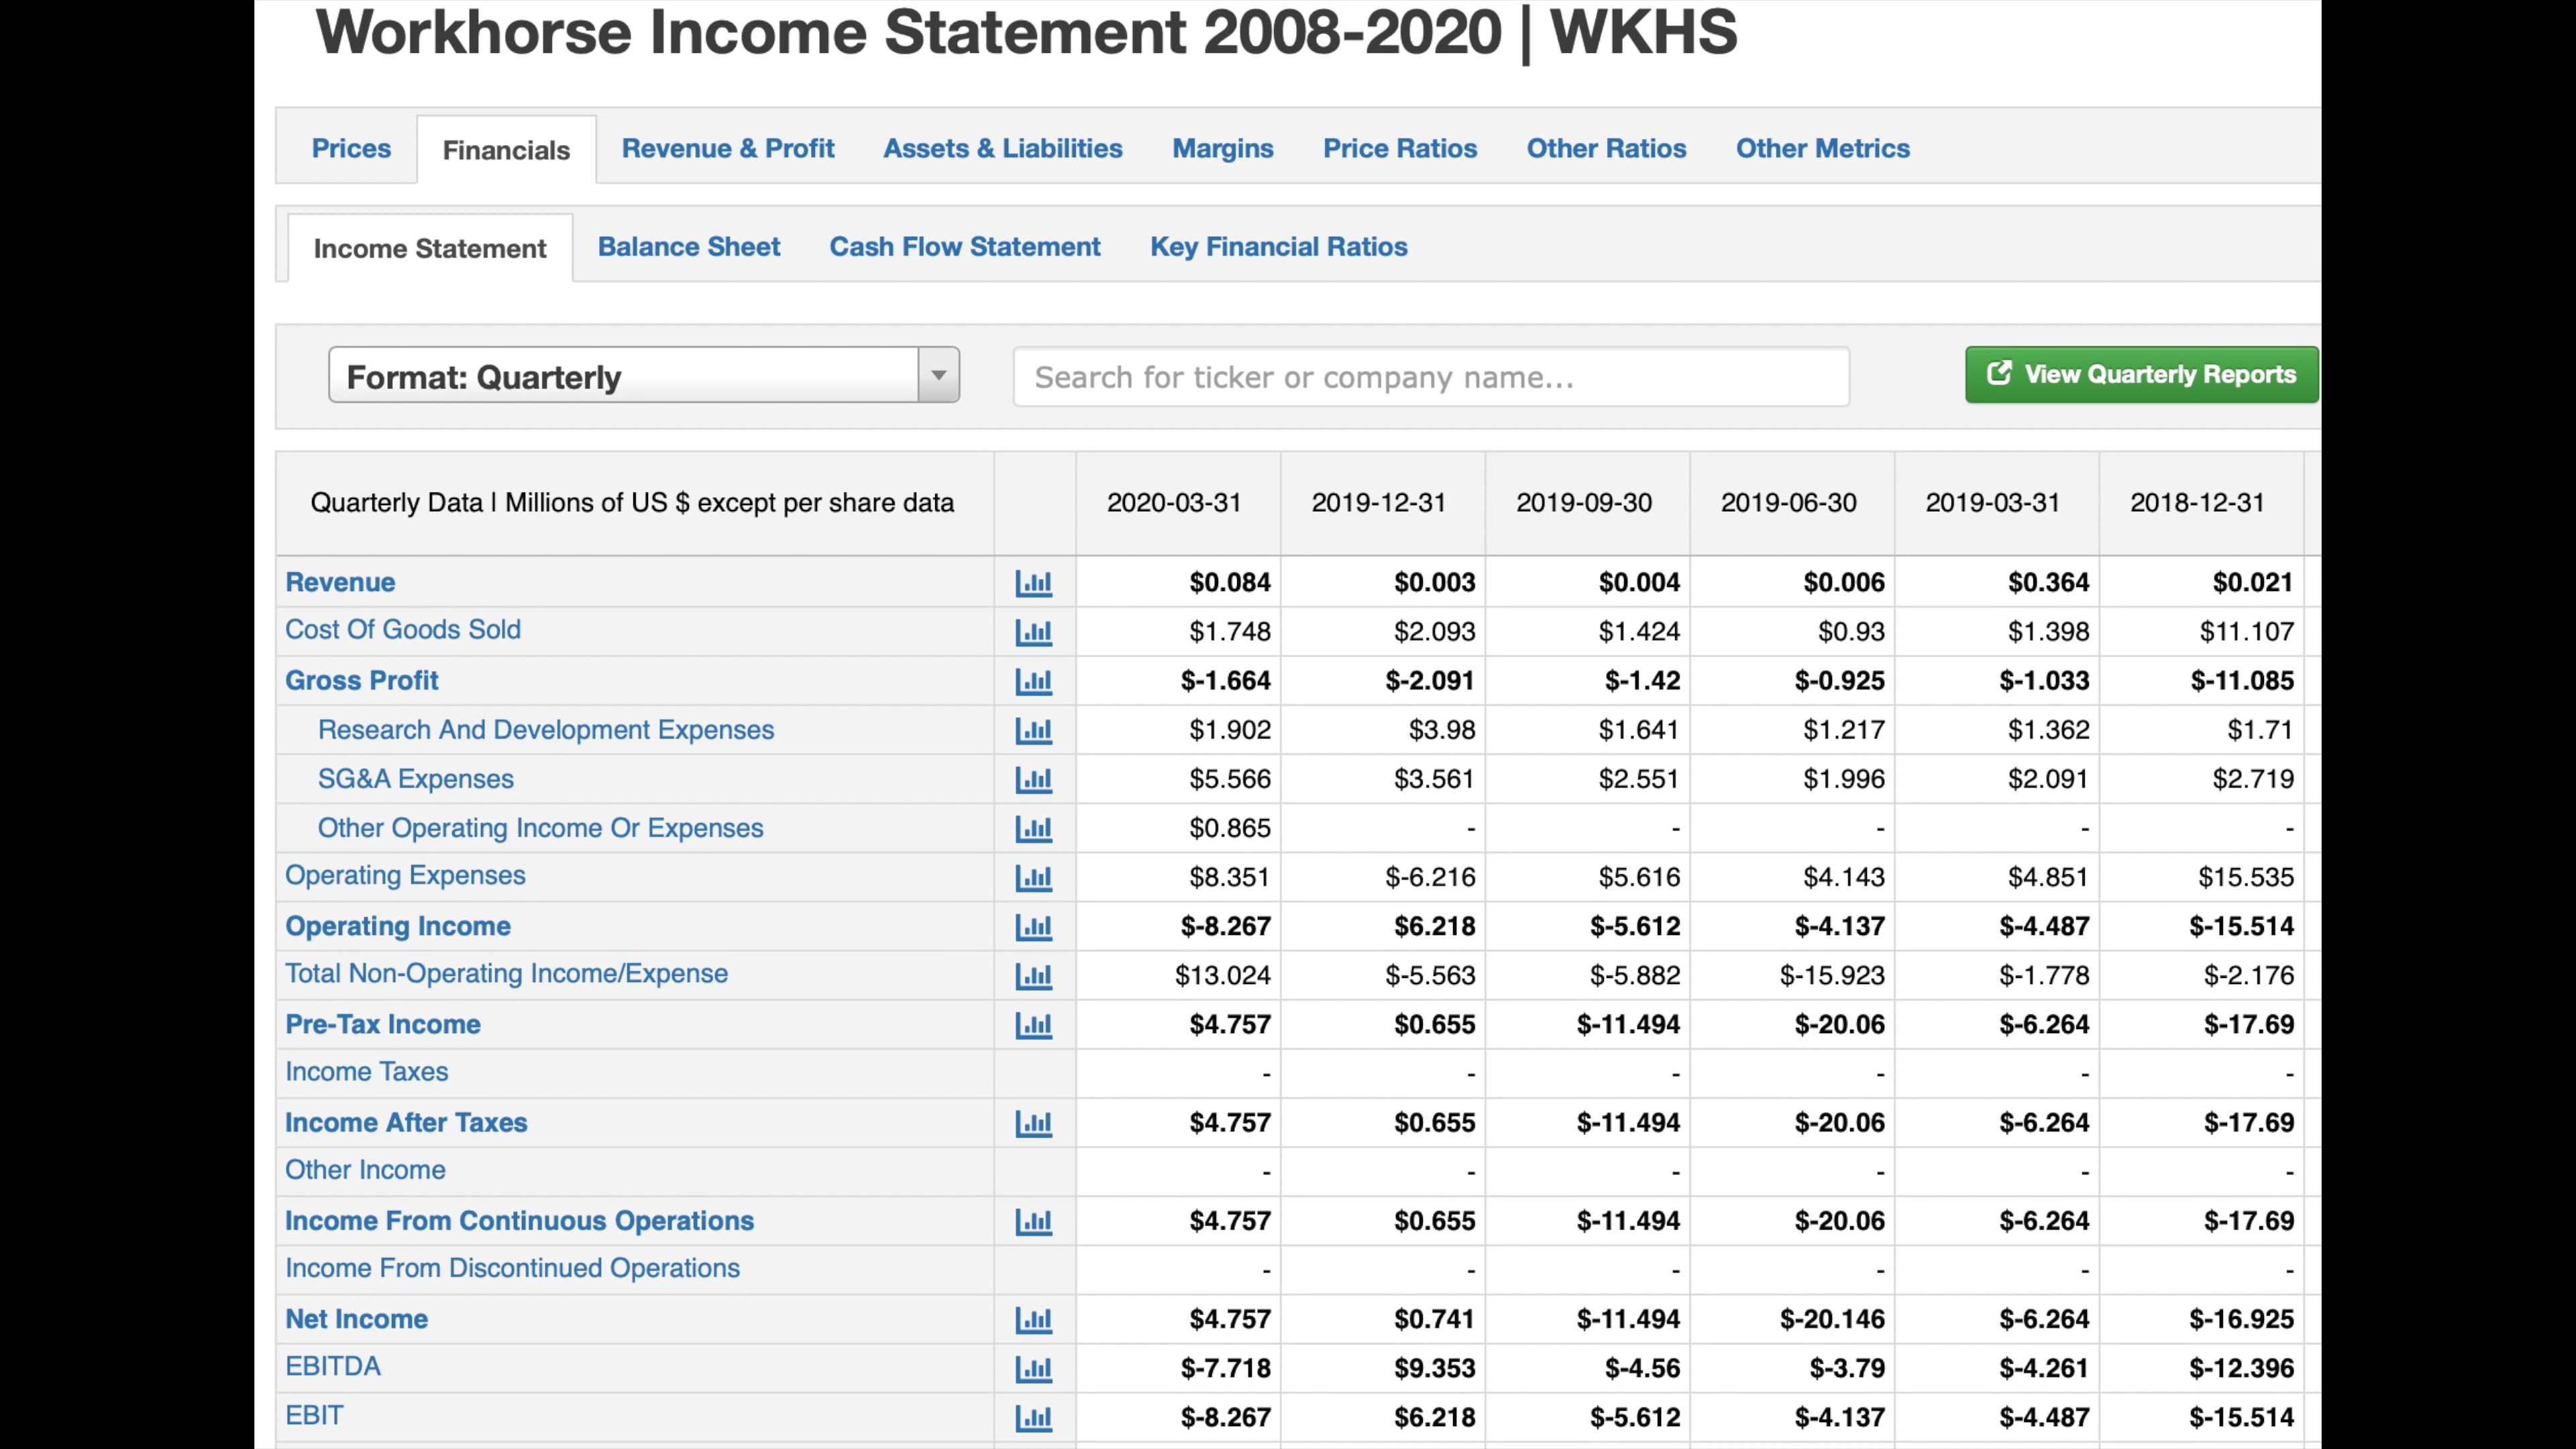 Workhorse Income Statement 2008-2020 | WKHS
Prices Financials Revenue & Profit Assets & Liabilities Margins Price Ratios Other Ratios Other Metrics
Income Statement Balance Sheet Cash Flow Statement Key Financial Ratios
Format: Quarterly Search for ticker or company name... View Quarterly Reports
Quarterly Data | Millions of US $ except per share data 2020-03-31 2019-12-31 2019-09-30 2019-06-30 2019-03-31 2018-12-31
Revenue $0.084 $0.003 $0.004 $0.006 $0.364 $0.021
Cost Of Goods Sold $1.748 $2.093 $1.424 $0.93 $1.398 $11.107
Gross Profit $-1.664 $-2.091 $-1.42 $-0.925 $-1.033 $-11.085
Research And Development Expenses $1.902 $3.98 $1.641 $1.217 $1.362 $1.71
SG&A Expenses $5.566 $3.561 $2.551 $1.996 $2.091 $2.719
Other Operating Income Or Expenses $0.865 - - - - -
Operating Expenses $8.351 $-6.216 $5.616 $4.143 $4.851 $15.535
Operating Income $-8.267 $6.218 $-5.612 $-4.137 $-4.487 $-15.514
Total Non-Operating Income/Expense $13.024 $-5.563 $-5.882 $-15.923 $-1.778 $-2.176
Pre-Tax Income $4.757 $0.655 $-11.494 $-20.06 $-6.264 $-17.69
Income Taxes - - - - - -
Income After Taxes $4.757 $0.655 $-11.494 $-20.06 $-6.264 $-17.69
Other Income - - - - - -
Income From Continuous Operations $4.757 $0.655 $-11.494 $-20.06 $-6.264 $-17.69
Income From Discontinued Operations - - - - - -
Net Income $4.757 $0.741 $-11.494 $-20.146 $-6.264 $-16.925
EBITDA $-7.718 $9.353 $-4.56 $-3.79 $-4.261 $-12.396
EBIT $-8.267 $6.218 $-5.612 $-4.137 $-4.487 $-15.514